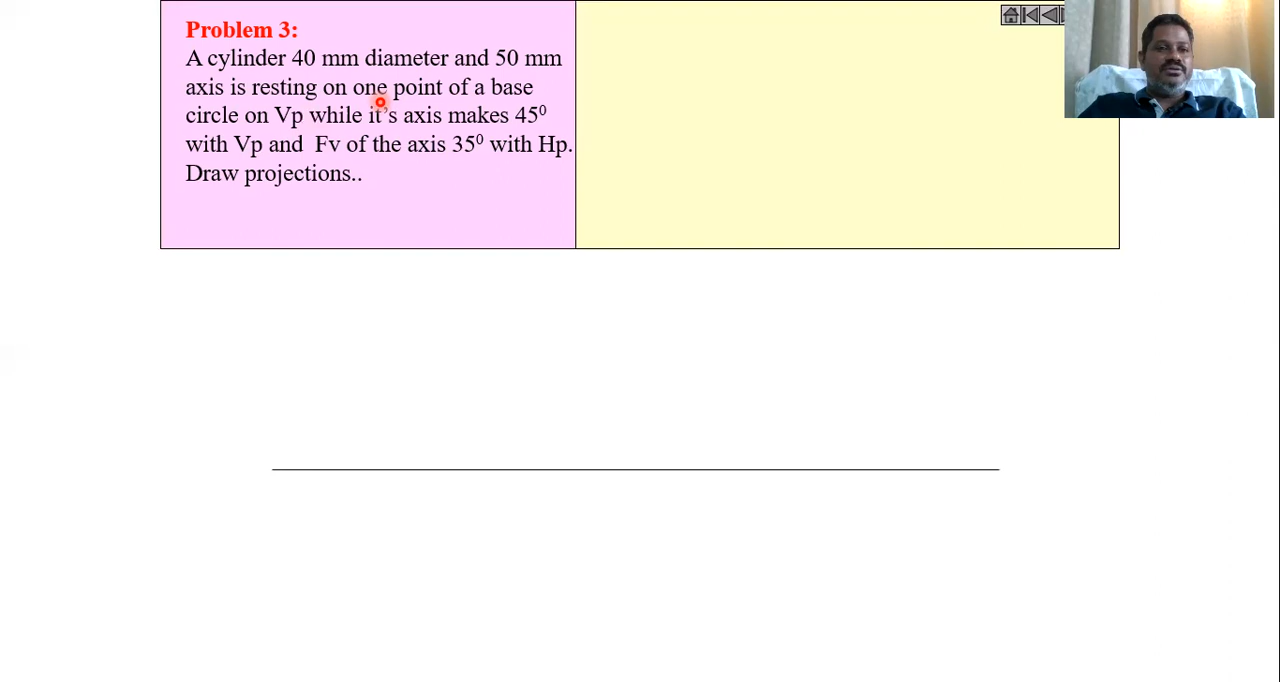 Problem 3:
A cylinder 40 mm diameter and 50 mm
axis is resting on one point of a base
circle on Vp while it’s axis makes 45⁰
with Vp and  Fv of the axis 35⁰ with Hp.
Draw projections..